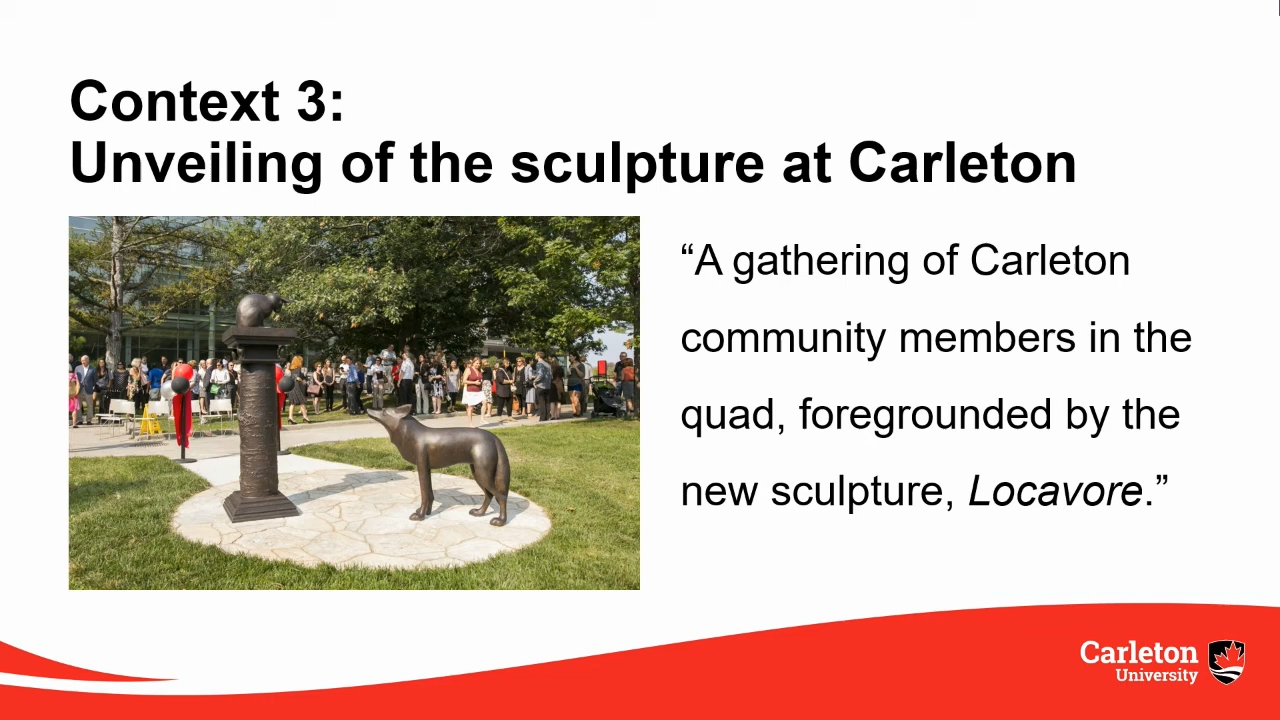 Context 3:
Unveiling of the sculpture at Carleton
“A gathering of Carleton
community members in the
quad, foregrounded by the
new sculpture, Locavore.”
Carleton
University